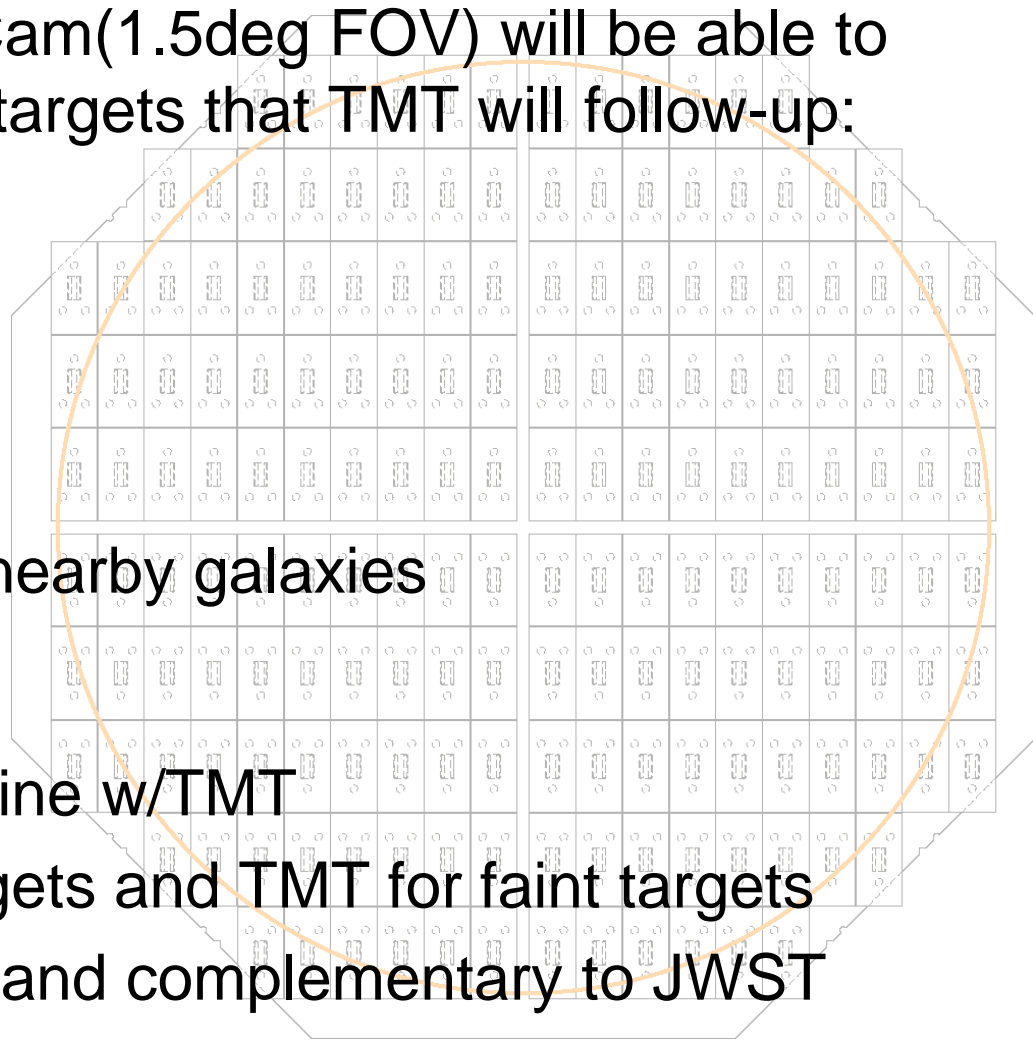 Cam(1.5deg FOV) will be able to
targets that TMT will follow-up:
nearby galaxies
ine w/TMT
gets and TMT for faint targets
and complementary to JWST